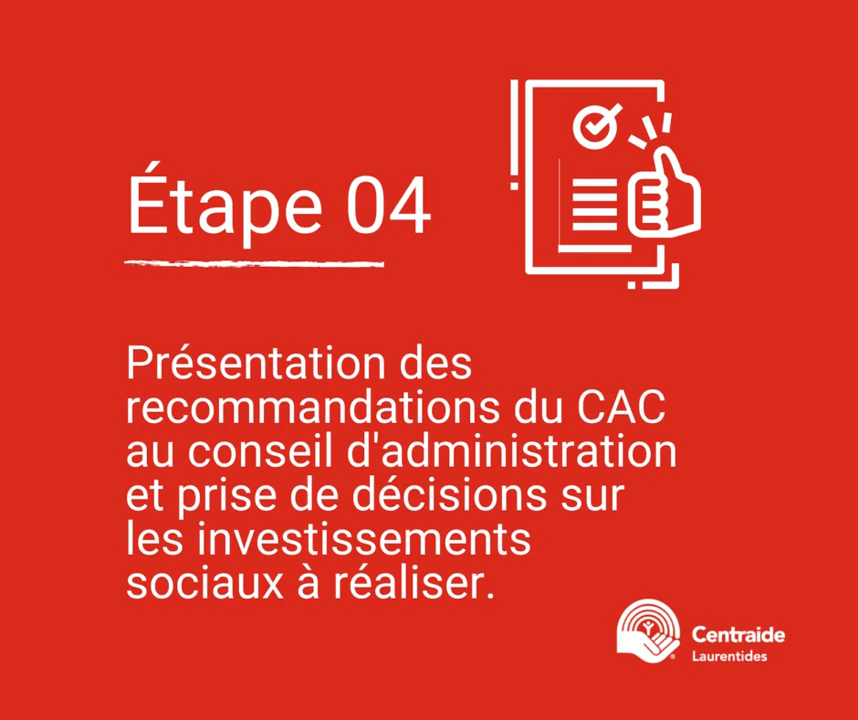 Étape 04
Présentation des
recommandations du CAC
au conseil d'administration
et prise de décisions sur
les investissements
sociaux à réaliser.
Centraide
Laurentides